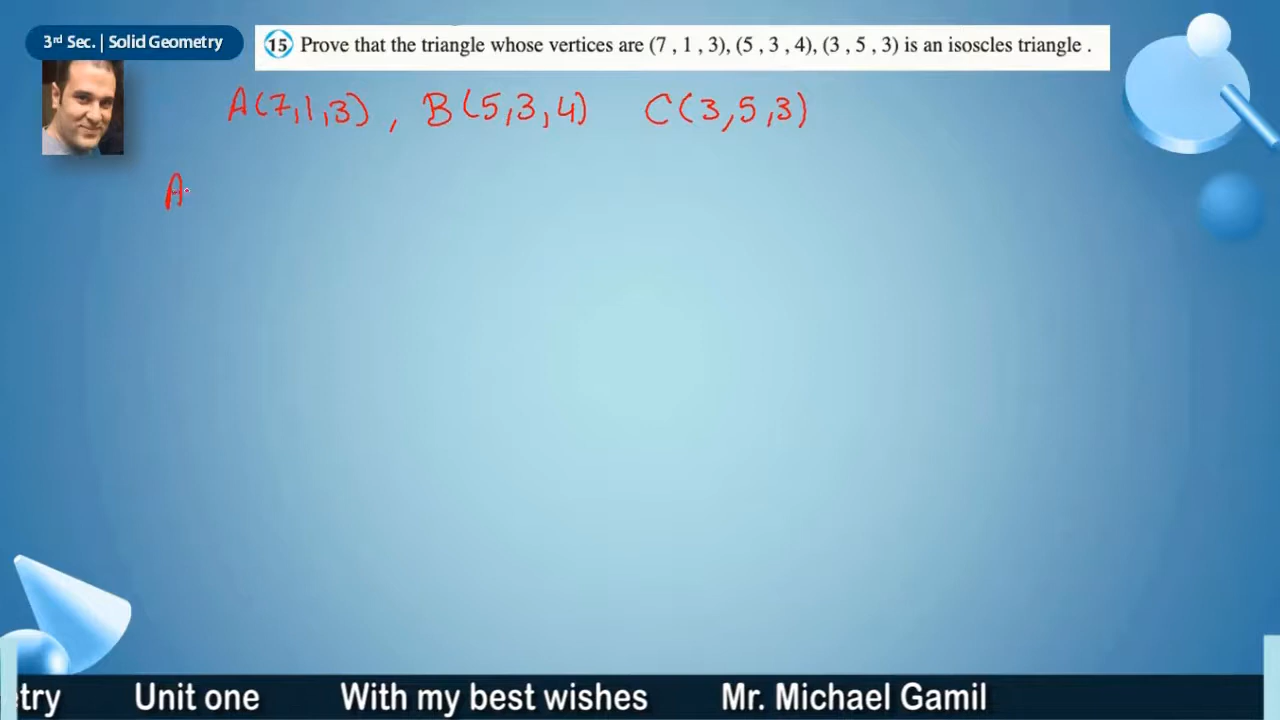 3rd Sec. | Solid Geometry
15 Prove that the triangle whose vertices are (7 , 1 , 3), (5 , 3 , 4), (3 , 5 , 3) is an isoscles triangle .
A(7,1,3) , B(5,3,4) C(3,5,3)
A
try Unit one With my best wishes Mr. Michael Gamil